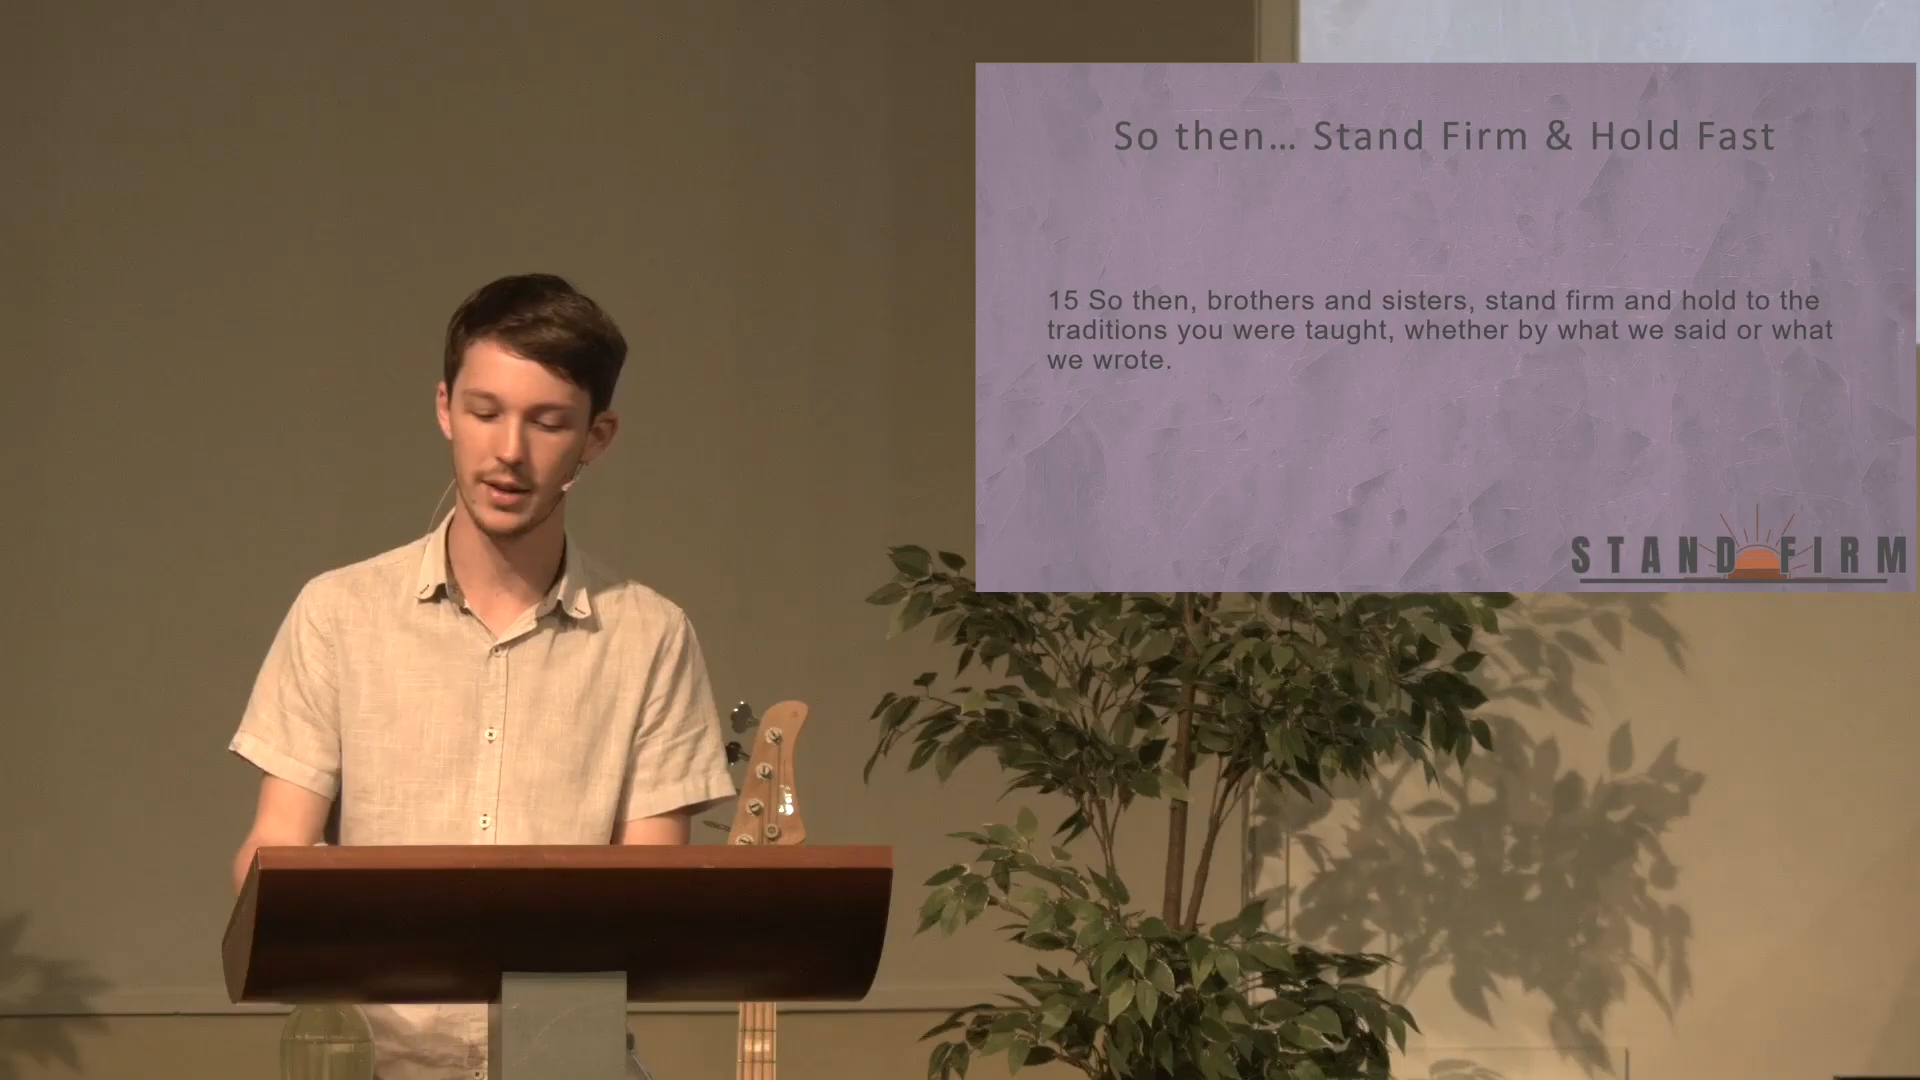 So then… Stand Firm & Hold Fast
15 So then, brothers and sisters, stand firm and hold to the
traditions you were taught, whether by what we said or what
we wrote.
STAND FIRM